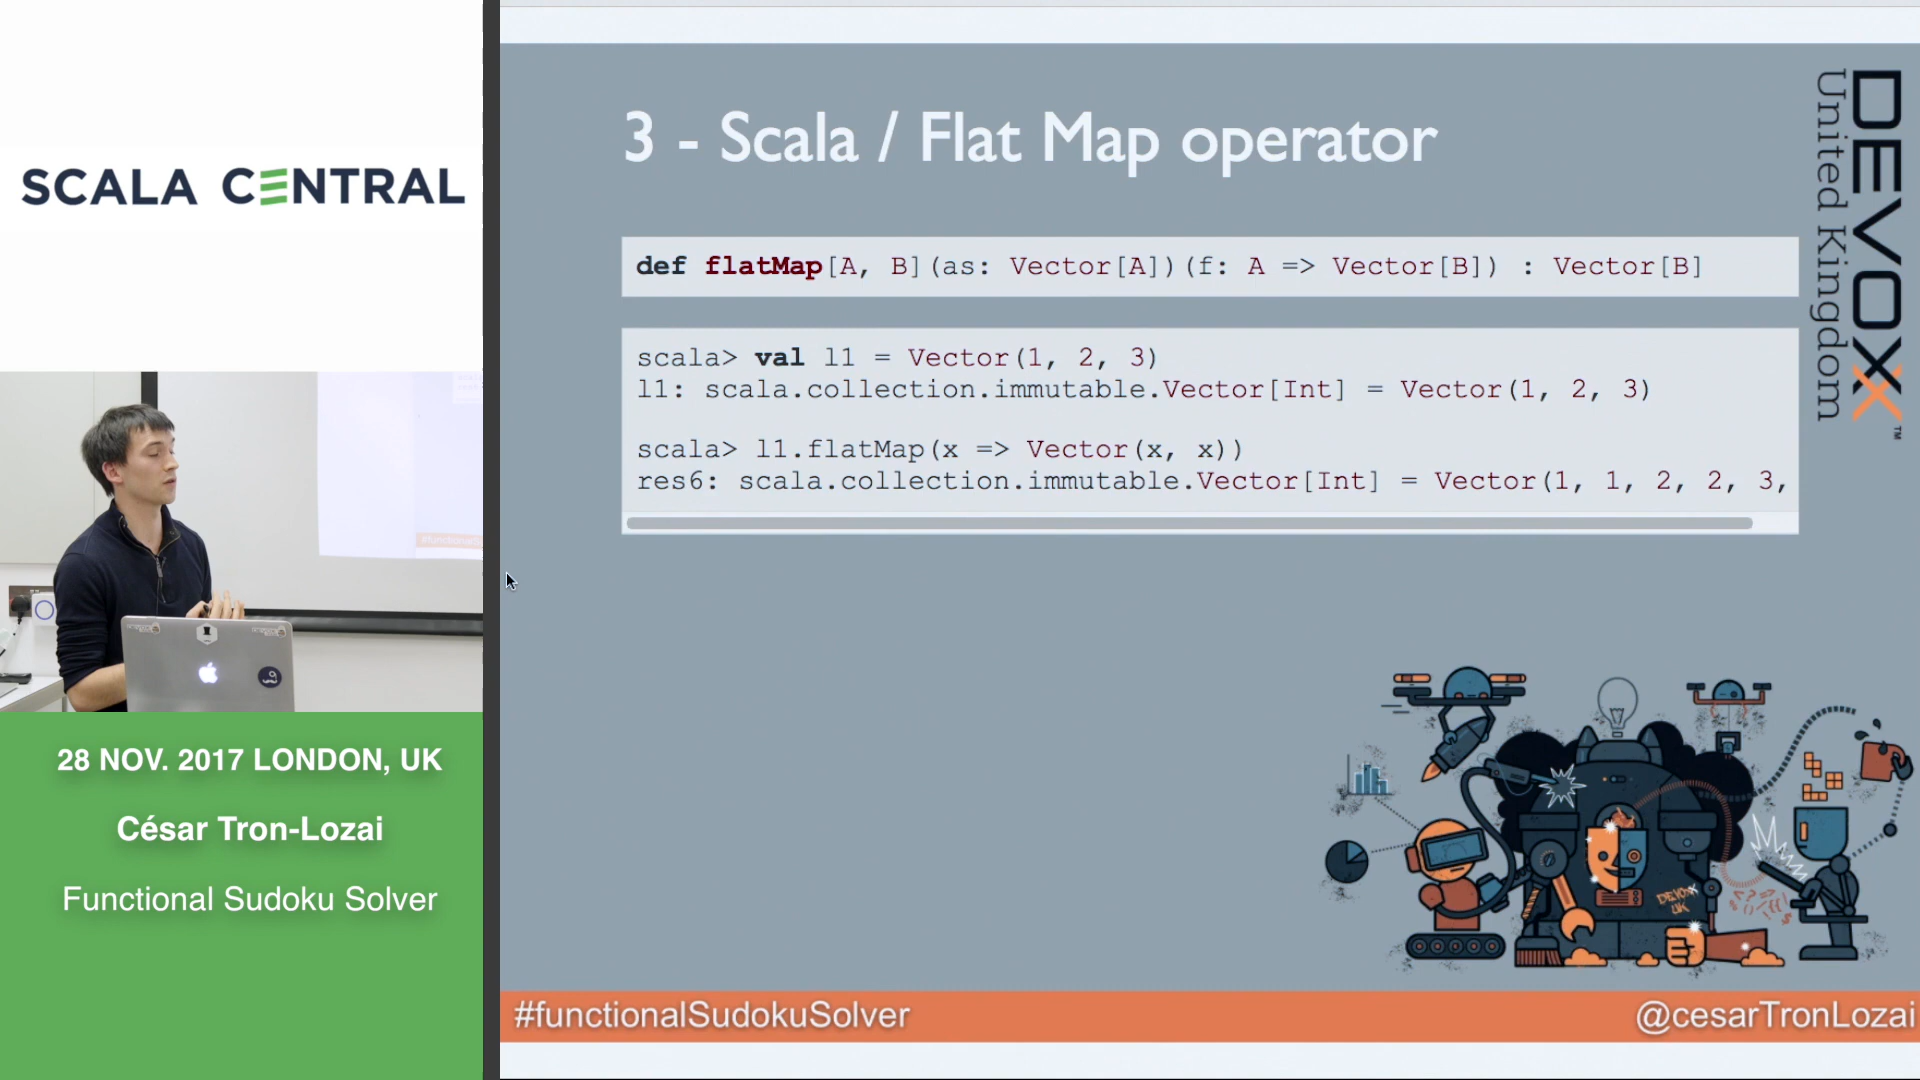 SCALA CENTRAL
28 NOV. 2017 LONDON, UK
César Tron-Lozai
Functional Sudoku Solver
3 - Scala / Flat Map operator
def flatMap[A, B](as: Vector[A])(f: A => Vector[B]) : Vector[B]
scala> val l1 = Vector(1, 2, 3)
l1: scala.collection.immutable.Vector[Int] = Vector(1, 2, 3)
scala> l1.flatMap(x => Vector(x, x))
res6: scala.collection.immutable.Vector[Int] = Vector(1, 1, 2, 2, 3,
DEVOXX™
United Kingdom
DEVOXX
UK
#functionalSudokuSolver
@cesarTronLozai